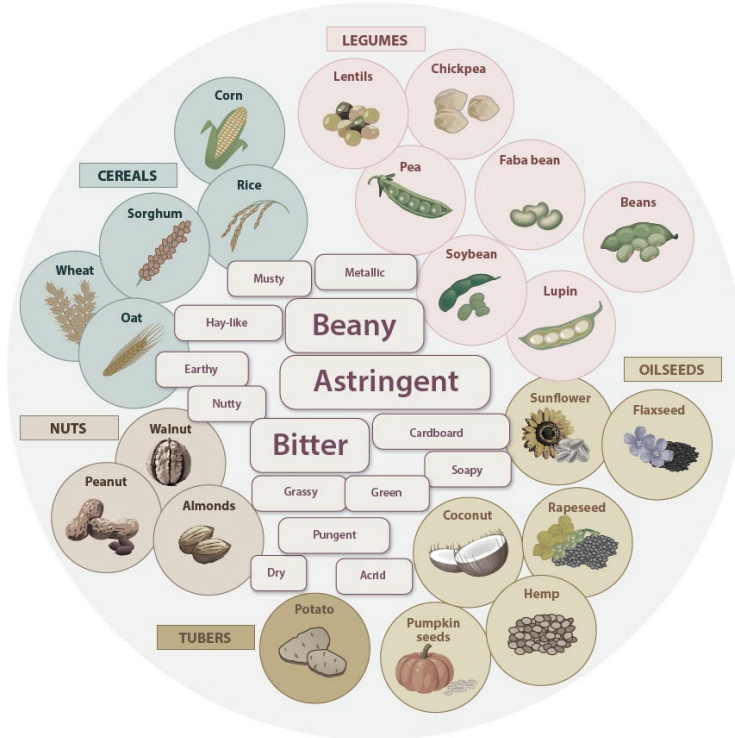 LEGUMES
Lentils
Chickpea
Corn
CEREALS
Pea
Faba bean
Rice
Sorghum
Beans
Soybean
Wheat
Musty
Metallic
Lupin
Oat
Hay-like
Beany
Earthy
Astringent
OILSEEDS
Nutty
Sunflower
Flaxseed
NUTS
Walnut
Bitter
Cardboard
Soapy
Peanut
Almonds
Grassy
Green
Coconut
Rapeseed
Pungent
Dry
Acrid
Hemp
Potato
TUBERS
Pumpkin
seeds